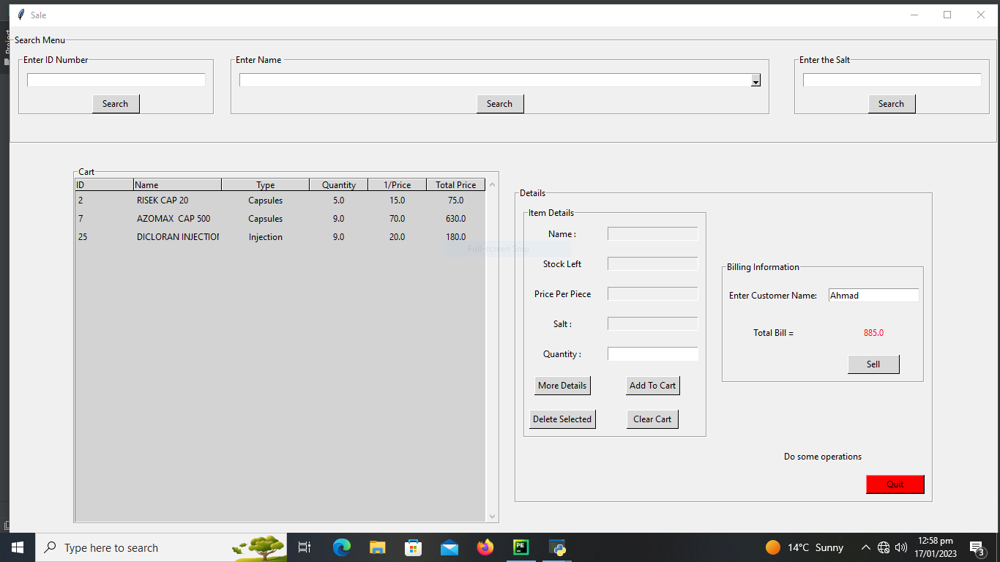 Sale
Project
Search Menu
Enter ID Number
Enter Name
Enter the Salt
Search
Search
Search
Cart
ID Name Type Quantity 1/Price Total Price
2 RISEK CAP 20 Capsules 5.0 15.0 75.0
7 AZOMAX  CAP 500 Capsules 9.0 70.0 630.0
25 DICLORAN INJECTION Injection 9.0 20.0 180.0
Full-screen Snip
Details
Item Details
Name :
Stock Left
Price Per Piece
Salt :
Quantity :
More Details Add To Cart
Delete Selected Clear Cart
Billing Information
Enter Customer Name: Ahmad
Total Bill = 885.0
Sell
Do some operations
Quit
Type here to search
PE
14°C Sunny
12:58 pm
17/01/2023
3